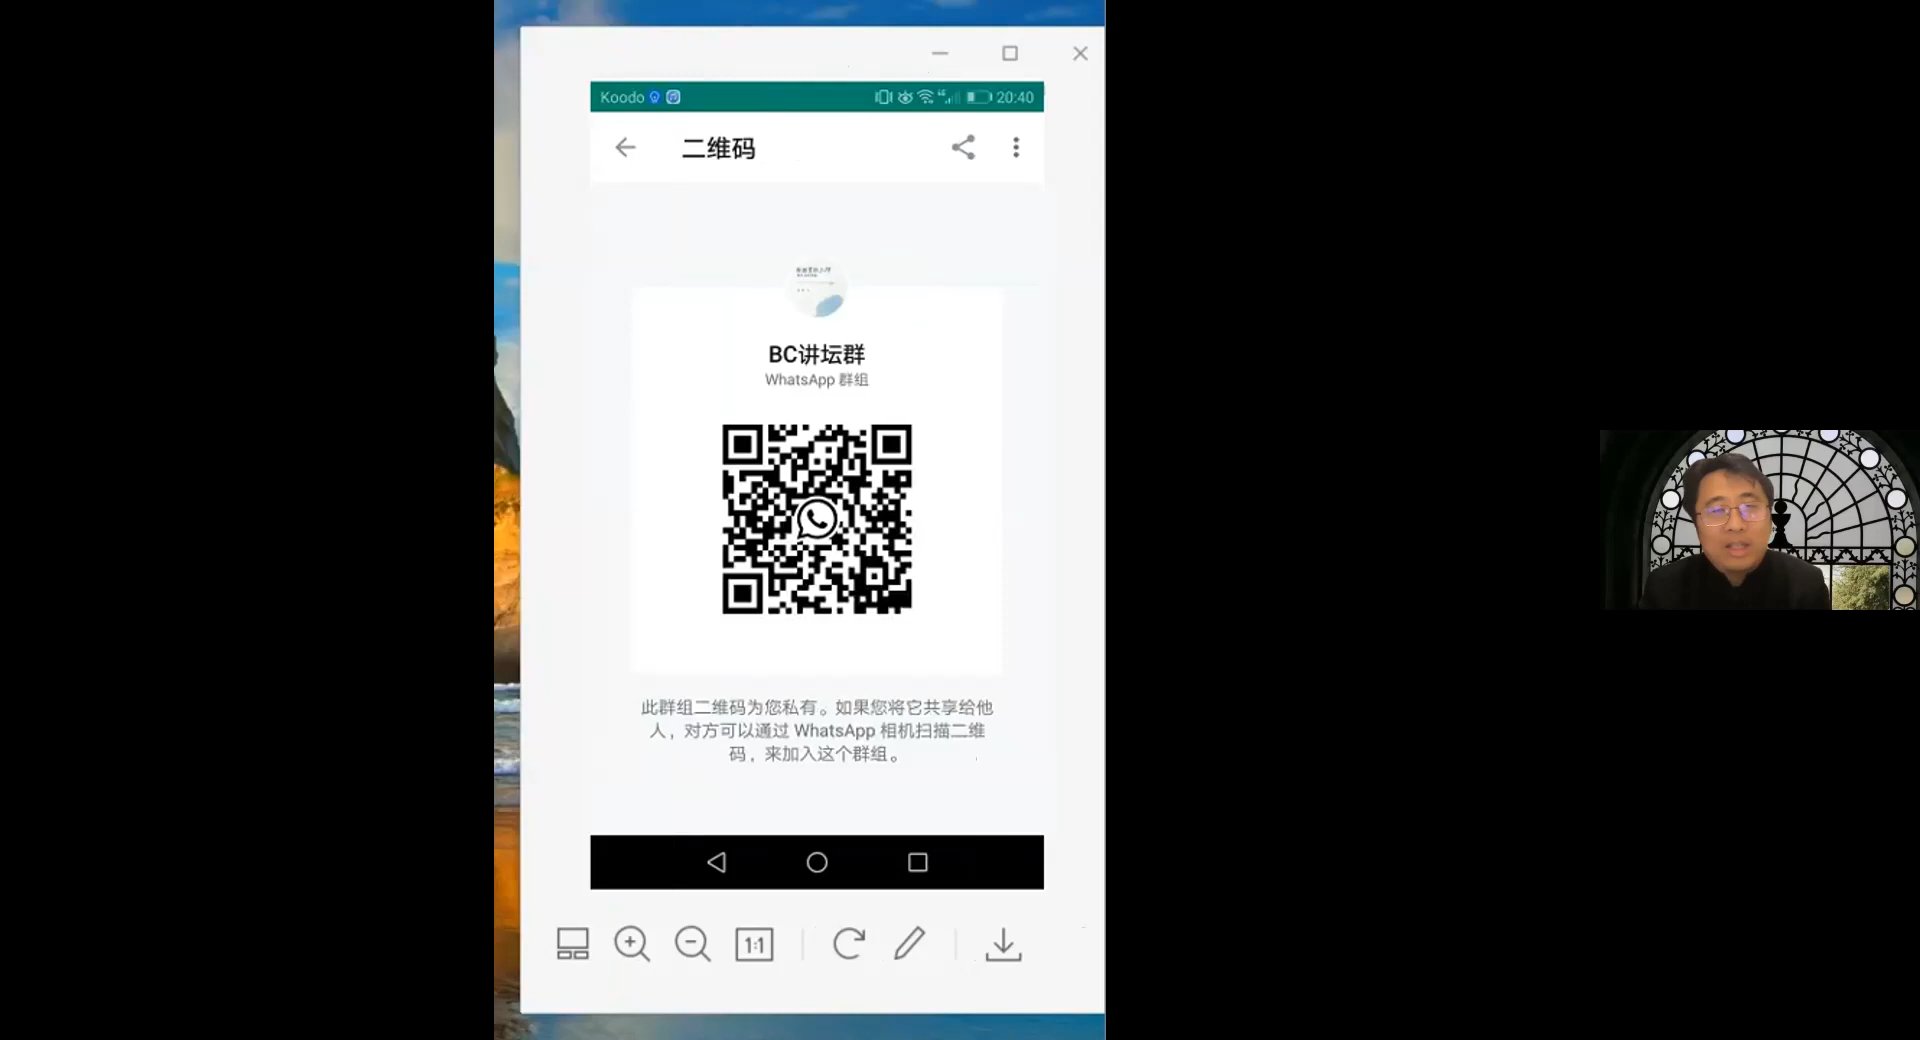 Koodo
20:40
二维码
BC讲坛群
WhatsApp 群组
此群组二维码为您私有。如果您将它共享给他
人，对方可以通过 WhatsApp 相机扫描二维
码，来加入这个群组。
1:1